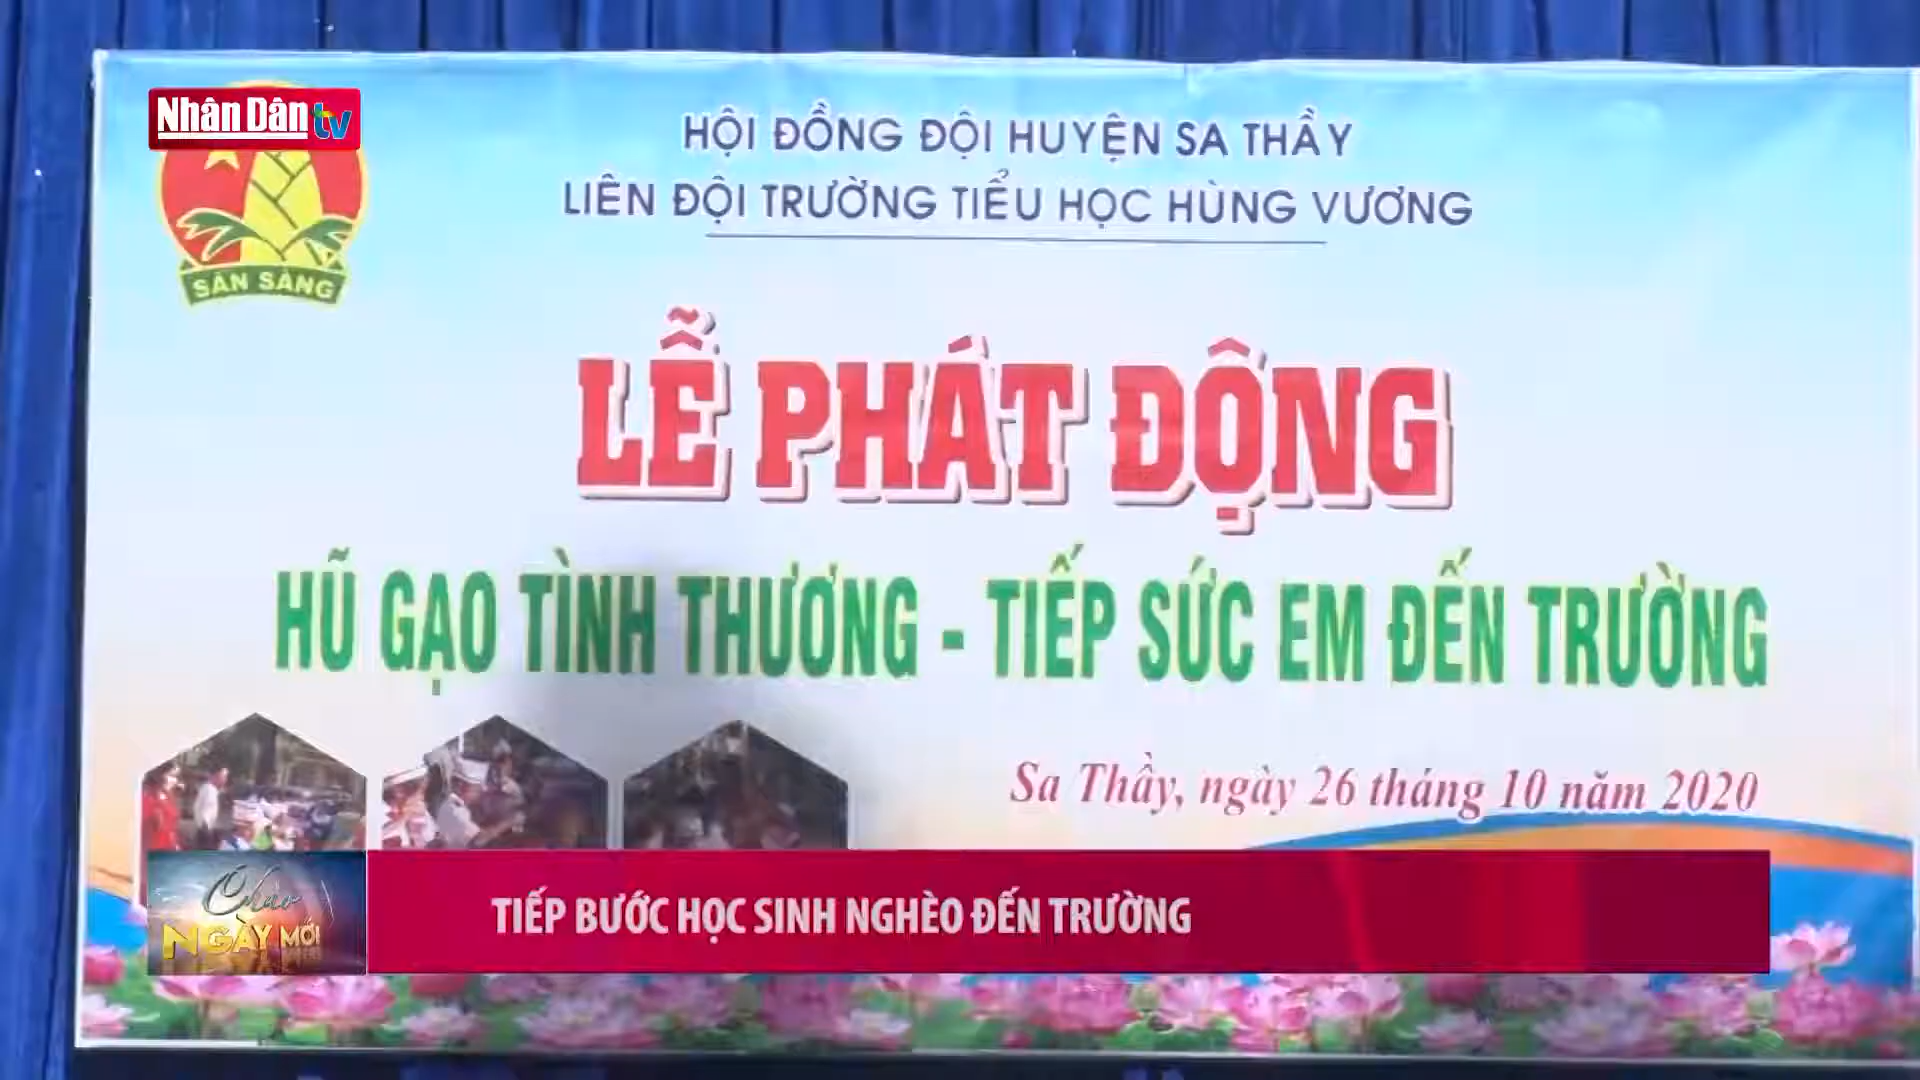 Nhân Dân tv
HỘI ĐỒNG ĐỘI HUYỆN SA THẦY
LIÊN ĐỘI TRƯỜNG TIỂU HỌC HÙNG VƯƠNG
SẴN SÀNG
LỄ PHÁT ĐỘNG
HŨ GẠO TÌNH THƯƠNG - TIẾP SỨC EM ĐẾN TRƯỜNG
Sa Thầy, ngày 26 tháng 10 năm 2020
Chào
NGÀY MỚI
TIẾP BƯỚC HỌC SINH NGHÈO ĐẾN TRƯỜNG